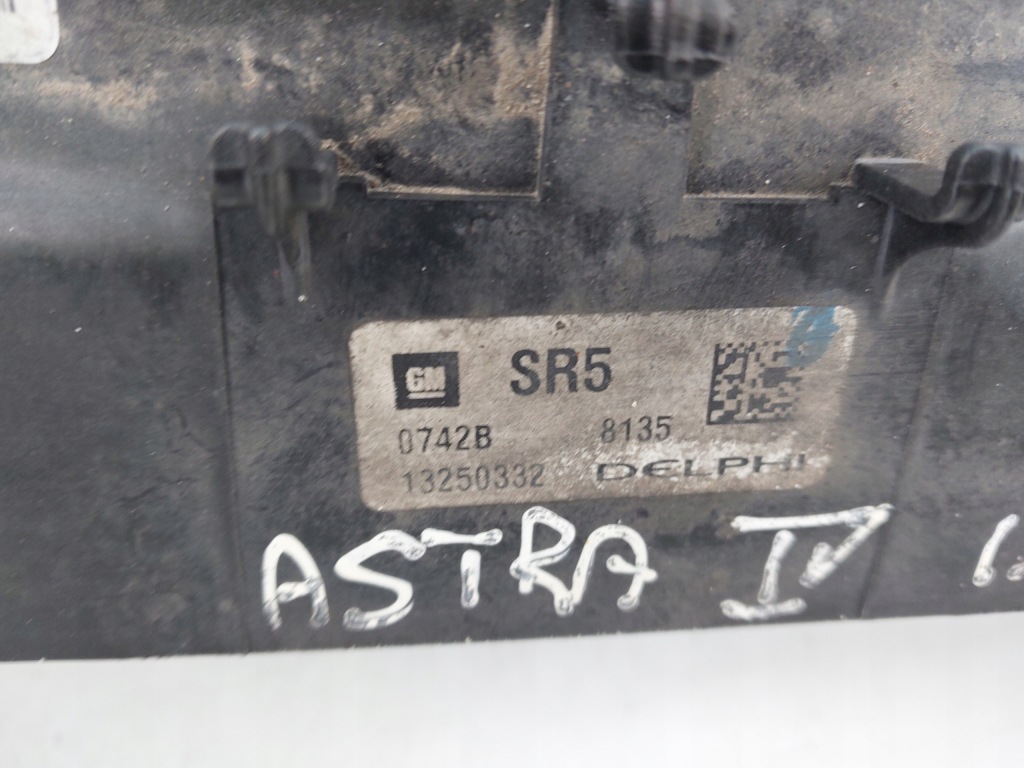 GM SR5
0742B 8135
13250332 DELPHI
ASTRA IV